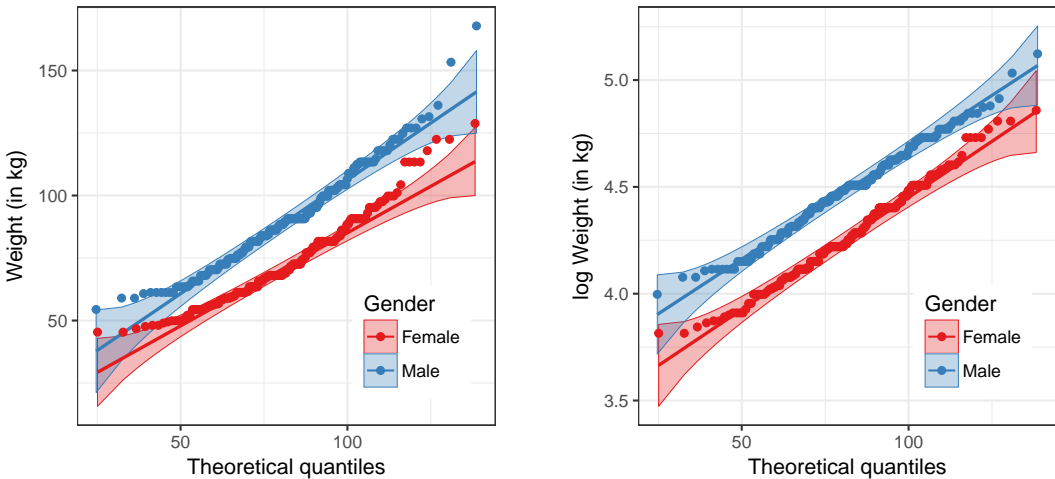 Weight (in kg)
150
100
50
50
100
Theoretical quantiles
Gender
Female
Male
log Weight (in kg)
5.0
4.5
4.0
3.5
50
100
Theoretical quantiles
Gender
Female
Male